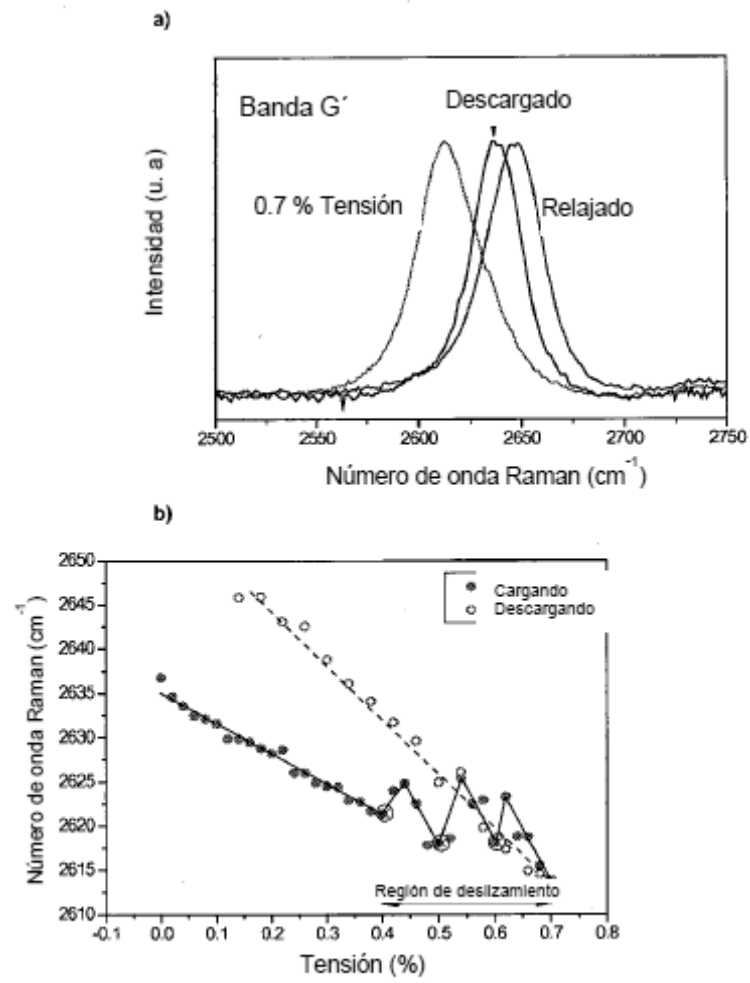 a)
Banda G´
Descargado
0.7 % Tensión
Relajado
Intensidad (u. a)
2500 2550 2600 2650 2700 2750
Número de onda Raman (cm⁻¹)
b)
2650
2645
2640
2635
2630
2625
2620
2615
2610
Número de onda Raman (cm⁻¹)
Cargando
Descargando
Región de deslizamiento
-0.1 0.0 0.1 0.2 0.3 0.4 0.5 0.6 0.7 0.8
Tensión (%)